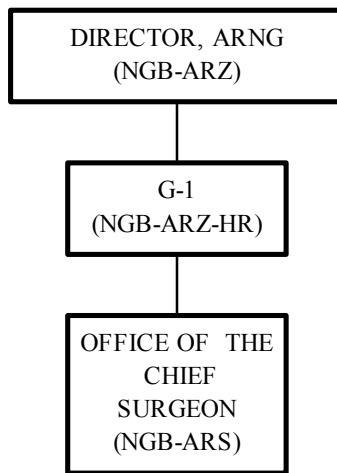 DIRECTOR, ARNG
(NGB-ARZ)
G-1
(NGB-ARZ-HR)
OFFICE OF THE
CHIEF
SURGEON
(NGB-ARS)